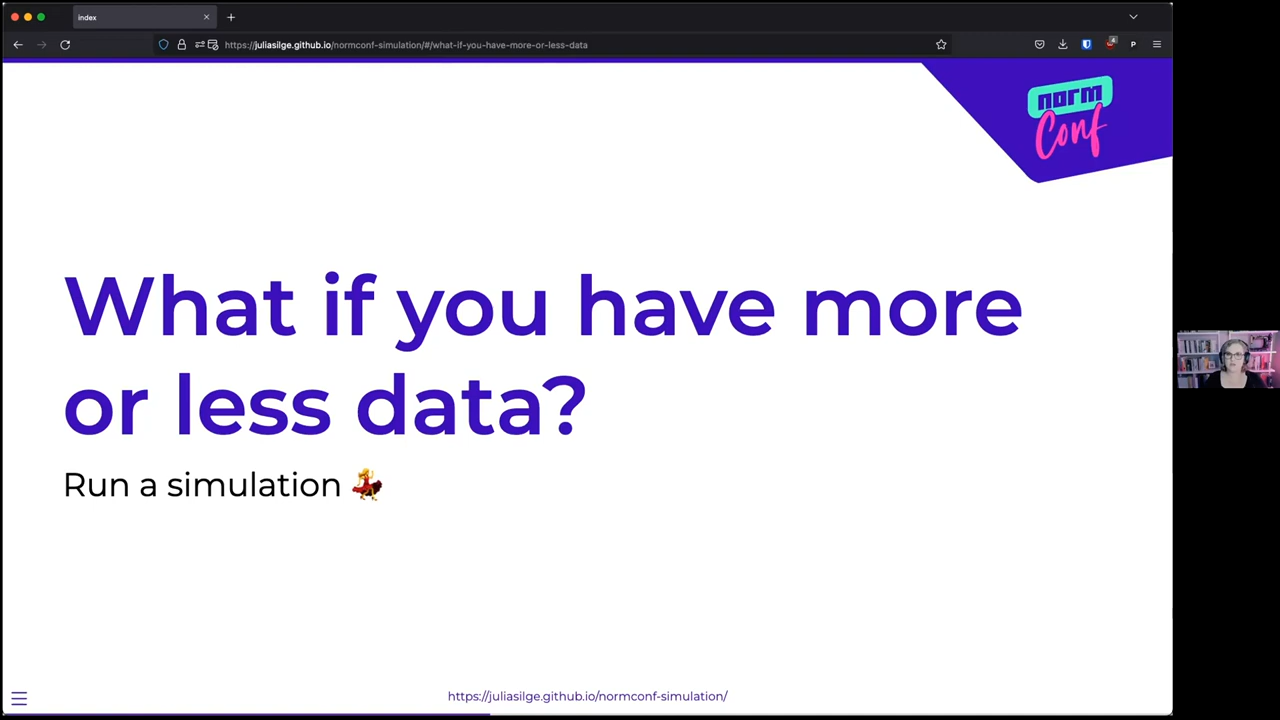 index
https://juliasilge.github.io/normconf-simulation/#/what-if-you-have-more-or-less-data
4
P
norm
Conf
What if you have more
or less data?
Run a simulation 💃
https://juliasilge.github.io/normconf-simulation/